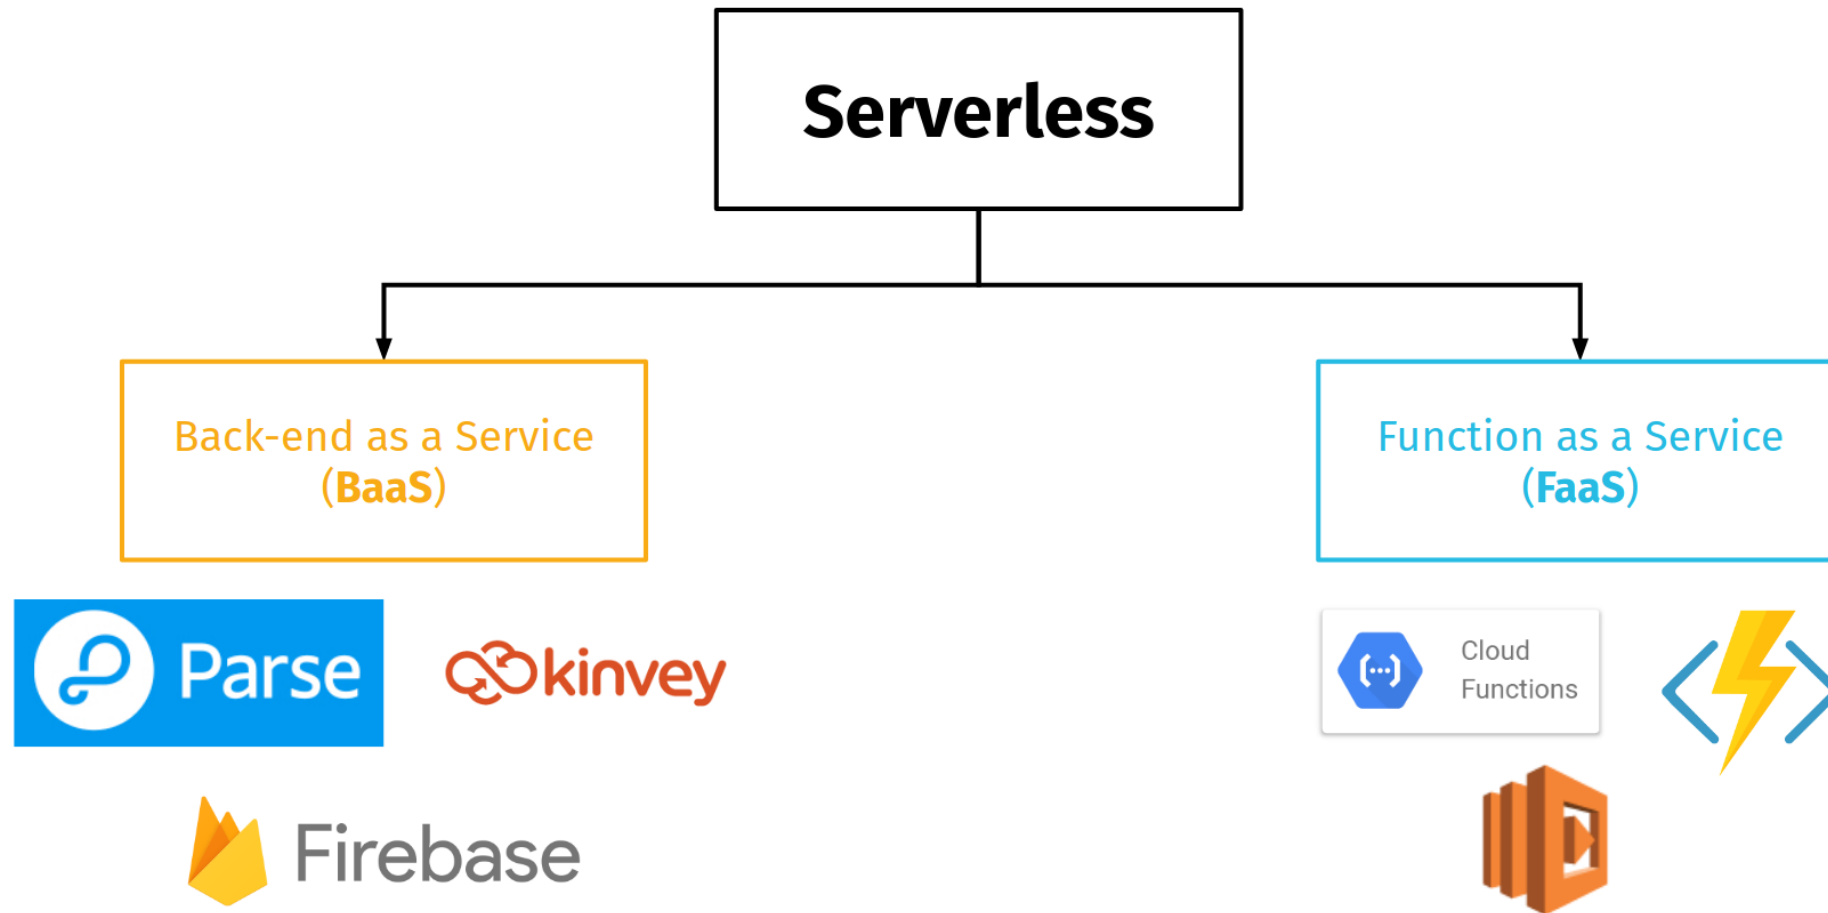 Serverless
Back-end as a Service
(BaaS)
Function as a Service
(FaaS)
Parse
kinvey
Firebase
Cloud
Functions